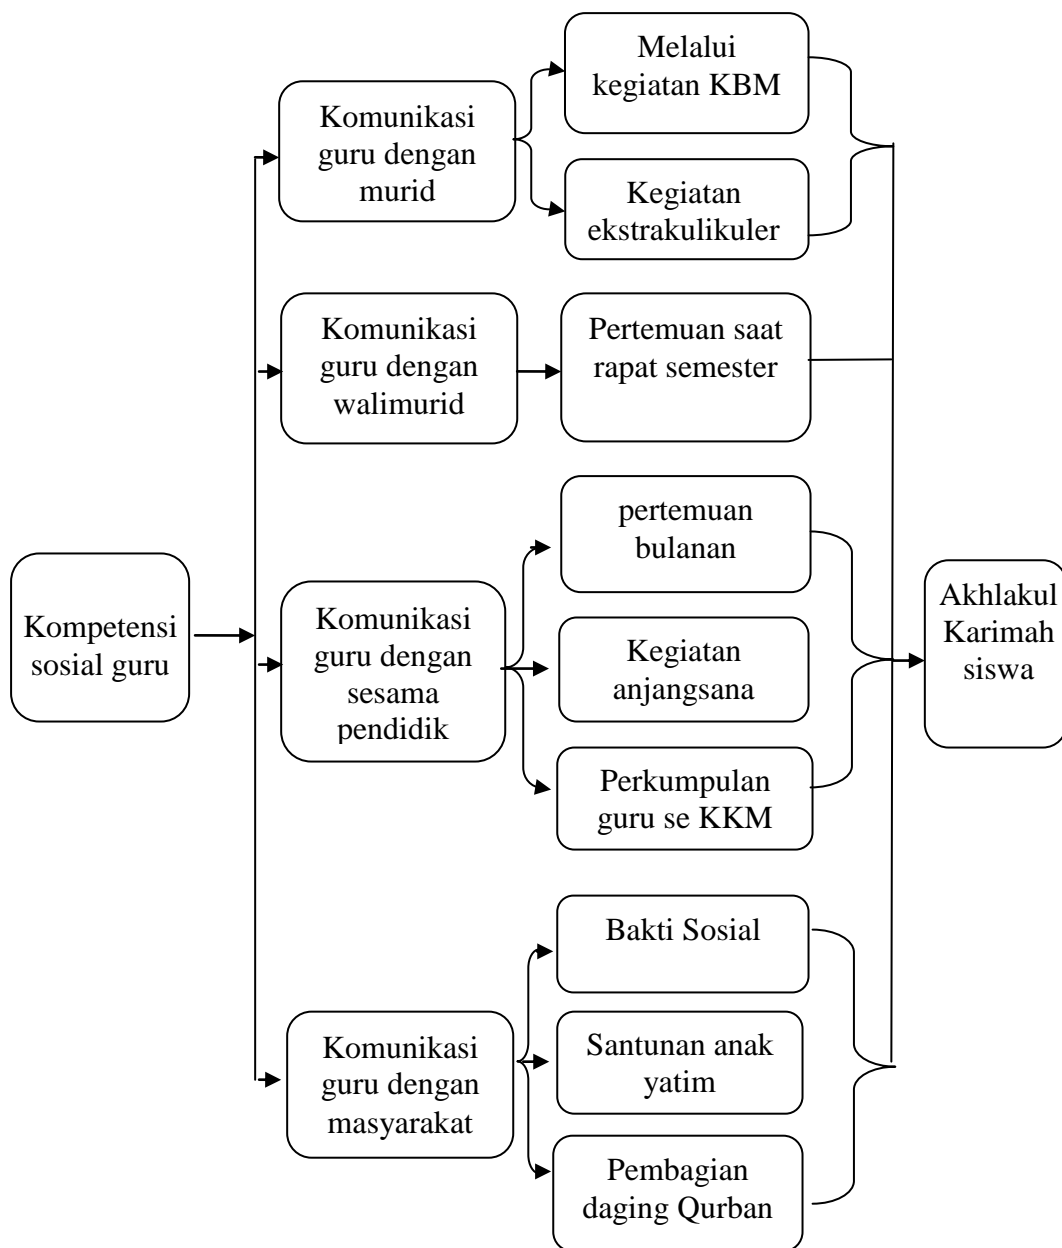 Kompetensi
sosial guru
Komunikasi
guru dengan
murid
Melalui
kegiatan KBM
Kegiatan
ekstrakulikuler
Komunikasi
guru dengan
walimurid
Pertemuan saat
rapat semester
Komunikasi
guru dengan
sesama
pendidik
pertemuan
bulanan
Kegiatan
anjangsana
Perkumpulan
guru se KKM
Komunikasi
guru dengan
masyarakat
Bakti Sosial
Santunan anak
yatim
Pembagian
daging Qurban
Akhlakul
Karimah
siswa